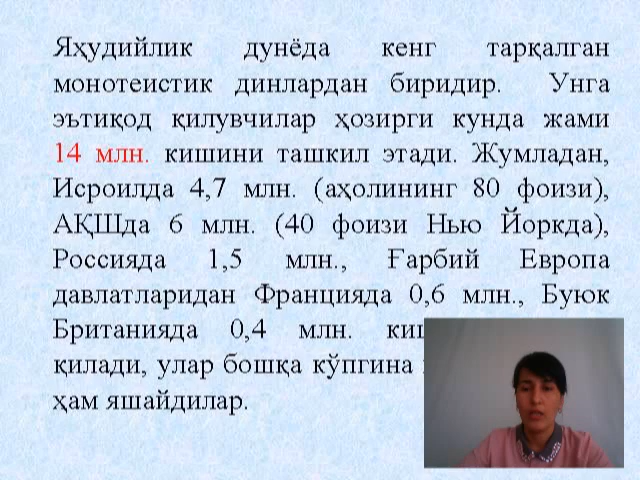 Яҳудийлик дунёда кенг тарқалган
монотеистик динлардан биридир. Унга
эътиқод қилувчилар ҳозирги кунда жами
14 млн. кишини ташкил этади. Жумладан,
Исроилда 4,7 млн. (аҳолининг 80 фоизи),
АҚШда 6 млн. (40 фоизи Нью Йоркда),
Россияда 1,5 млн., Ғарбий Европа
давлатларидан Францияда 0,6 млн., Буюк
Британияда 0,4 млн.
қилади, улар бошқа кўпгина
ҳам яшайдилар.